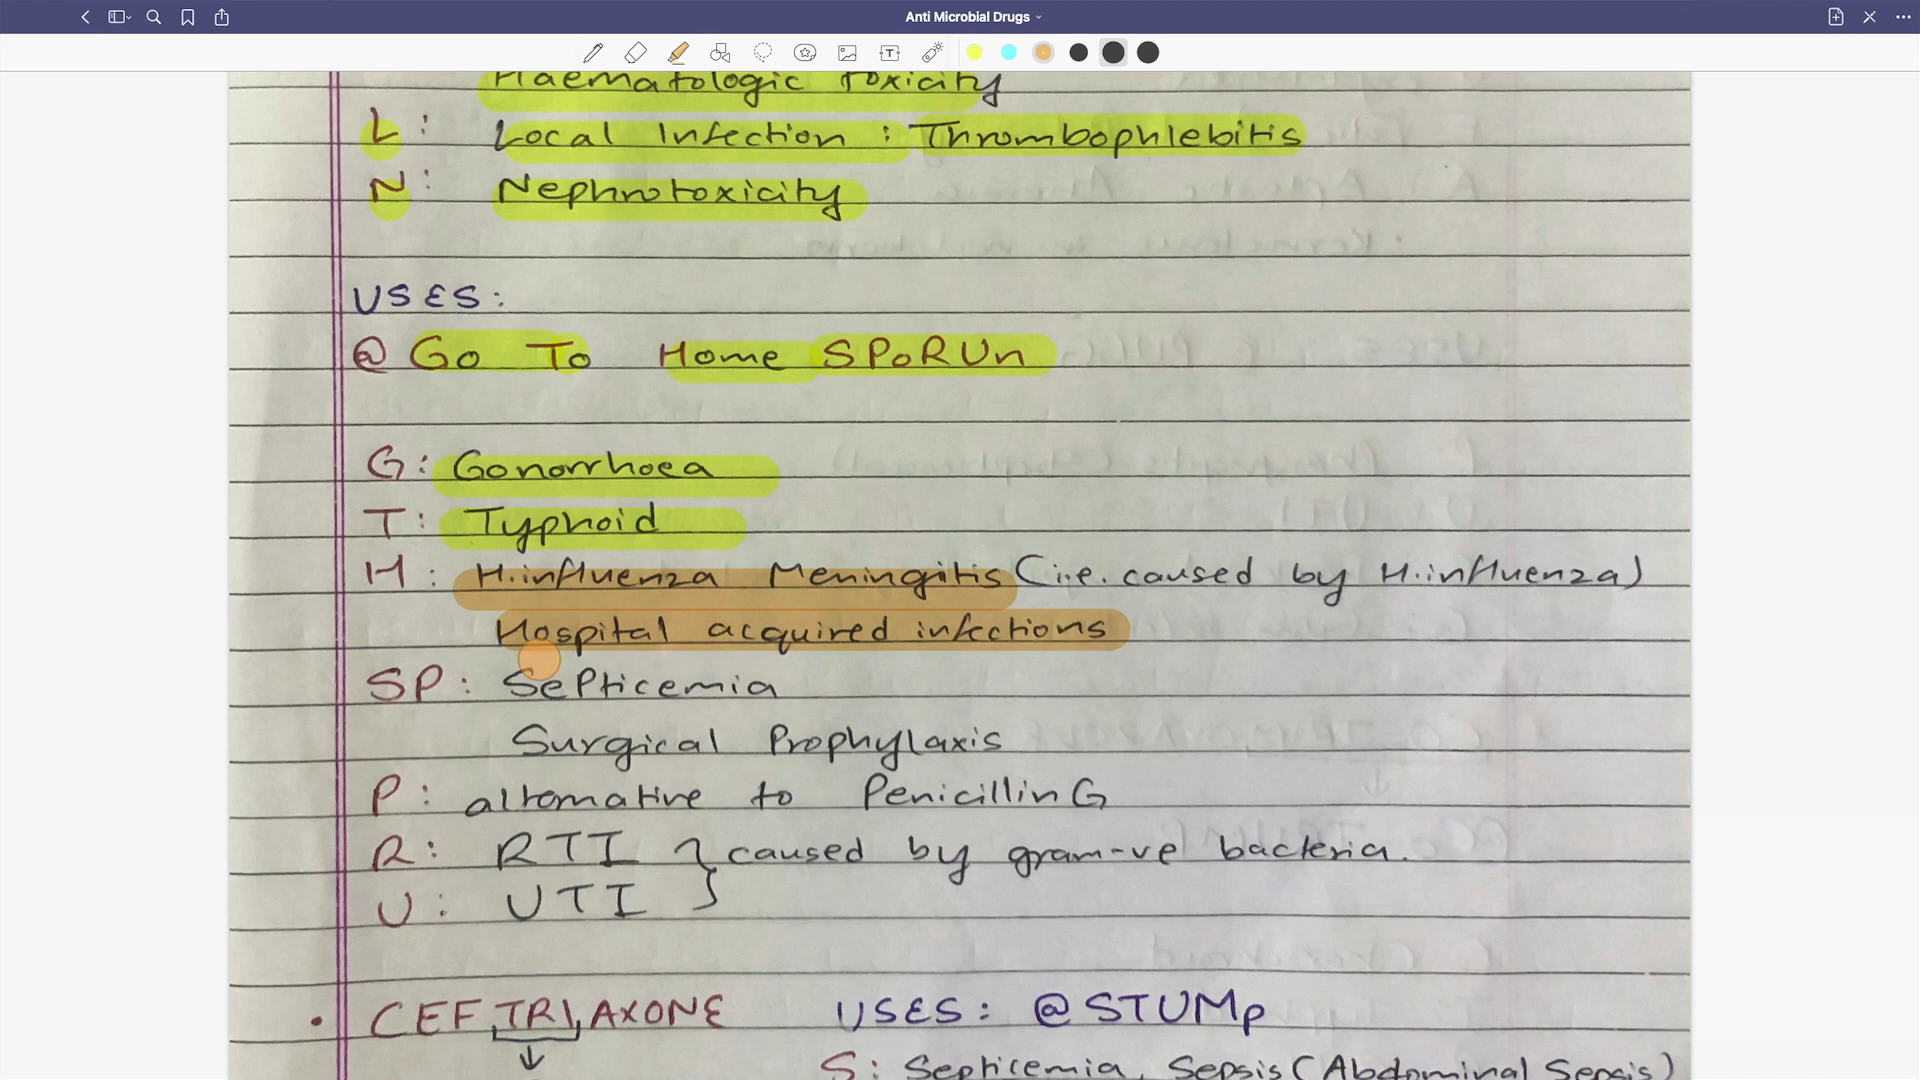 Anti Microbial Drugs
Haematologic Toxicity
L: Local Infection : Thrombophlebitis
N: Nephrotoxicity
USES:
@ Go To Home SPoRUn
G: Gonorrhoea
T: Typhoid
H: H.influenza Meningitis (i.e. caused by H.influenza)
Hospital acquired infections
SP: SePticemia
Surgical Prophylaxis
P: alternative to Penicillin G
R: RTI } caused by gram-ve bacteria.
U: UTI
• CEFTRIAXONE USES: @ STUMp
↓
S: Septicemia, Sepsis (Abdominal Sepsis)